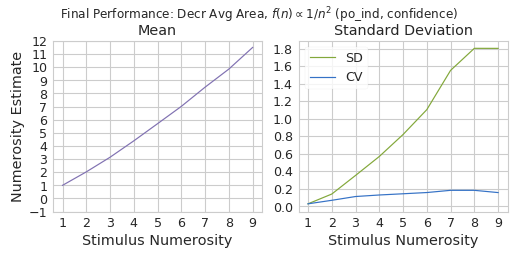 Final Performance: Decr Avg Area, f(n) ∝ 1/n² (po_ind, confidence)
Mean
Standard Deviation
Numerosity Estimate
12
11
10
9
8
7
6
5
4
3
2
1
0
−1
1 2 3 4 5 6 7 8 9
Stimulus Numerosity
1.8
1.6
1.4
1.2
1.0
0.8
0.6
0.4
0.2
0.0
SD
CV
1 2 3 4 5 6 7 8 9
Stimulus Numerosity